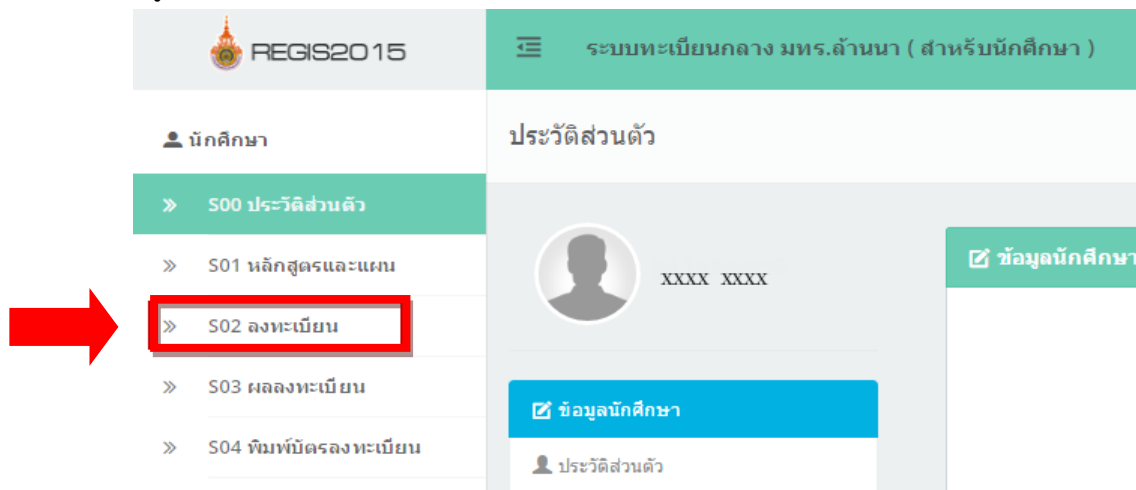 REGIS2015
ระบบทะเบียนกลาง มทร.ล้านนา ( สำหรับนักศึกษา )
นักศึกษา
ประวัติส่วนตัว
S00 ประวัติส่วนตัว
S01 หลักสูตรและแผน
S02 ลงทะเบียน
S03 ผลลงทะเบียน
S04 พิมพ์บัตรลงทะเบียน
xxxx xxxx
ข้อมูลนักศึกษา
ประวัติส่วนตัว
ข้อมูลนักศึกษา